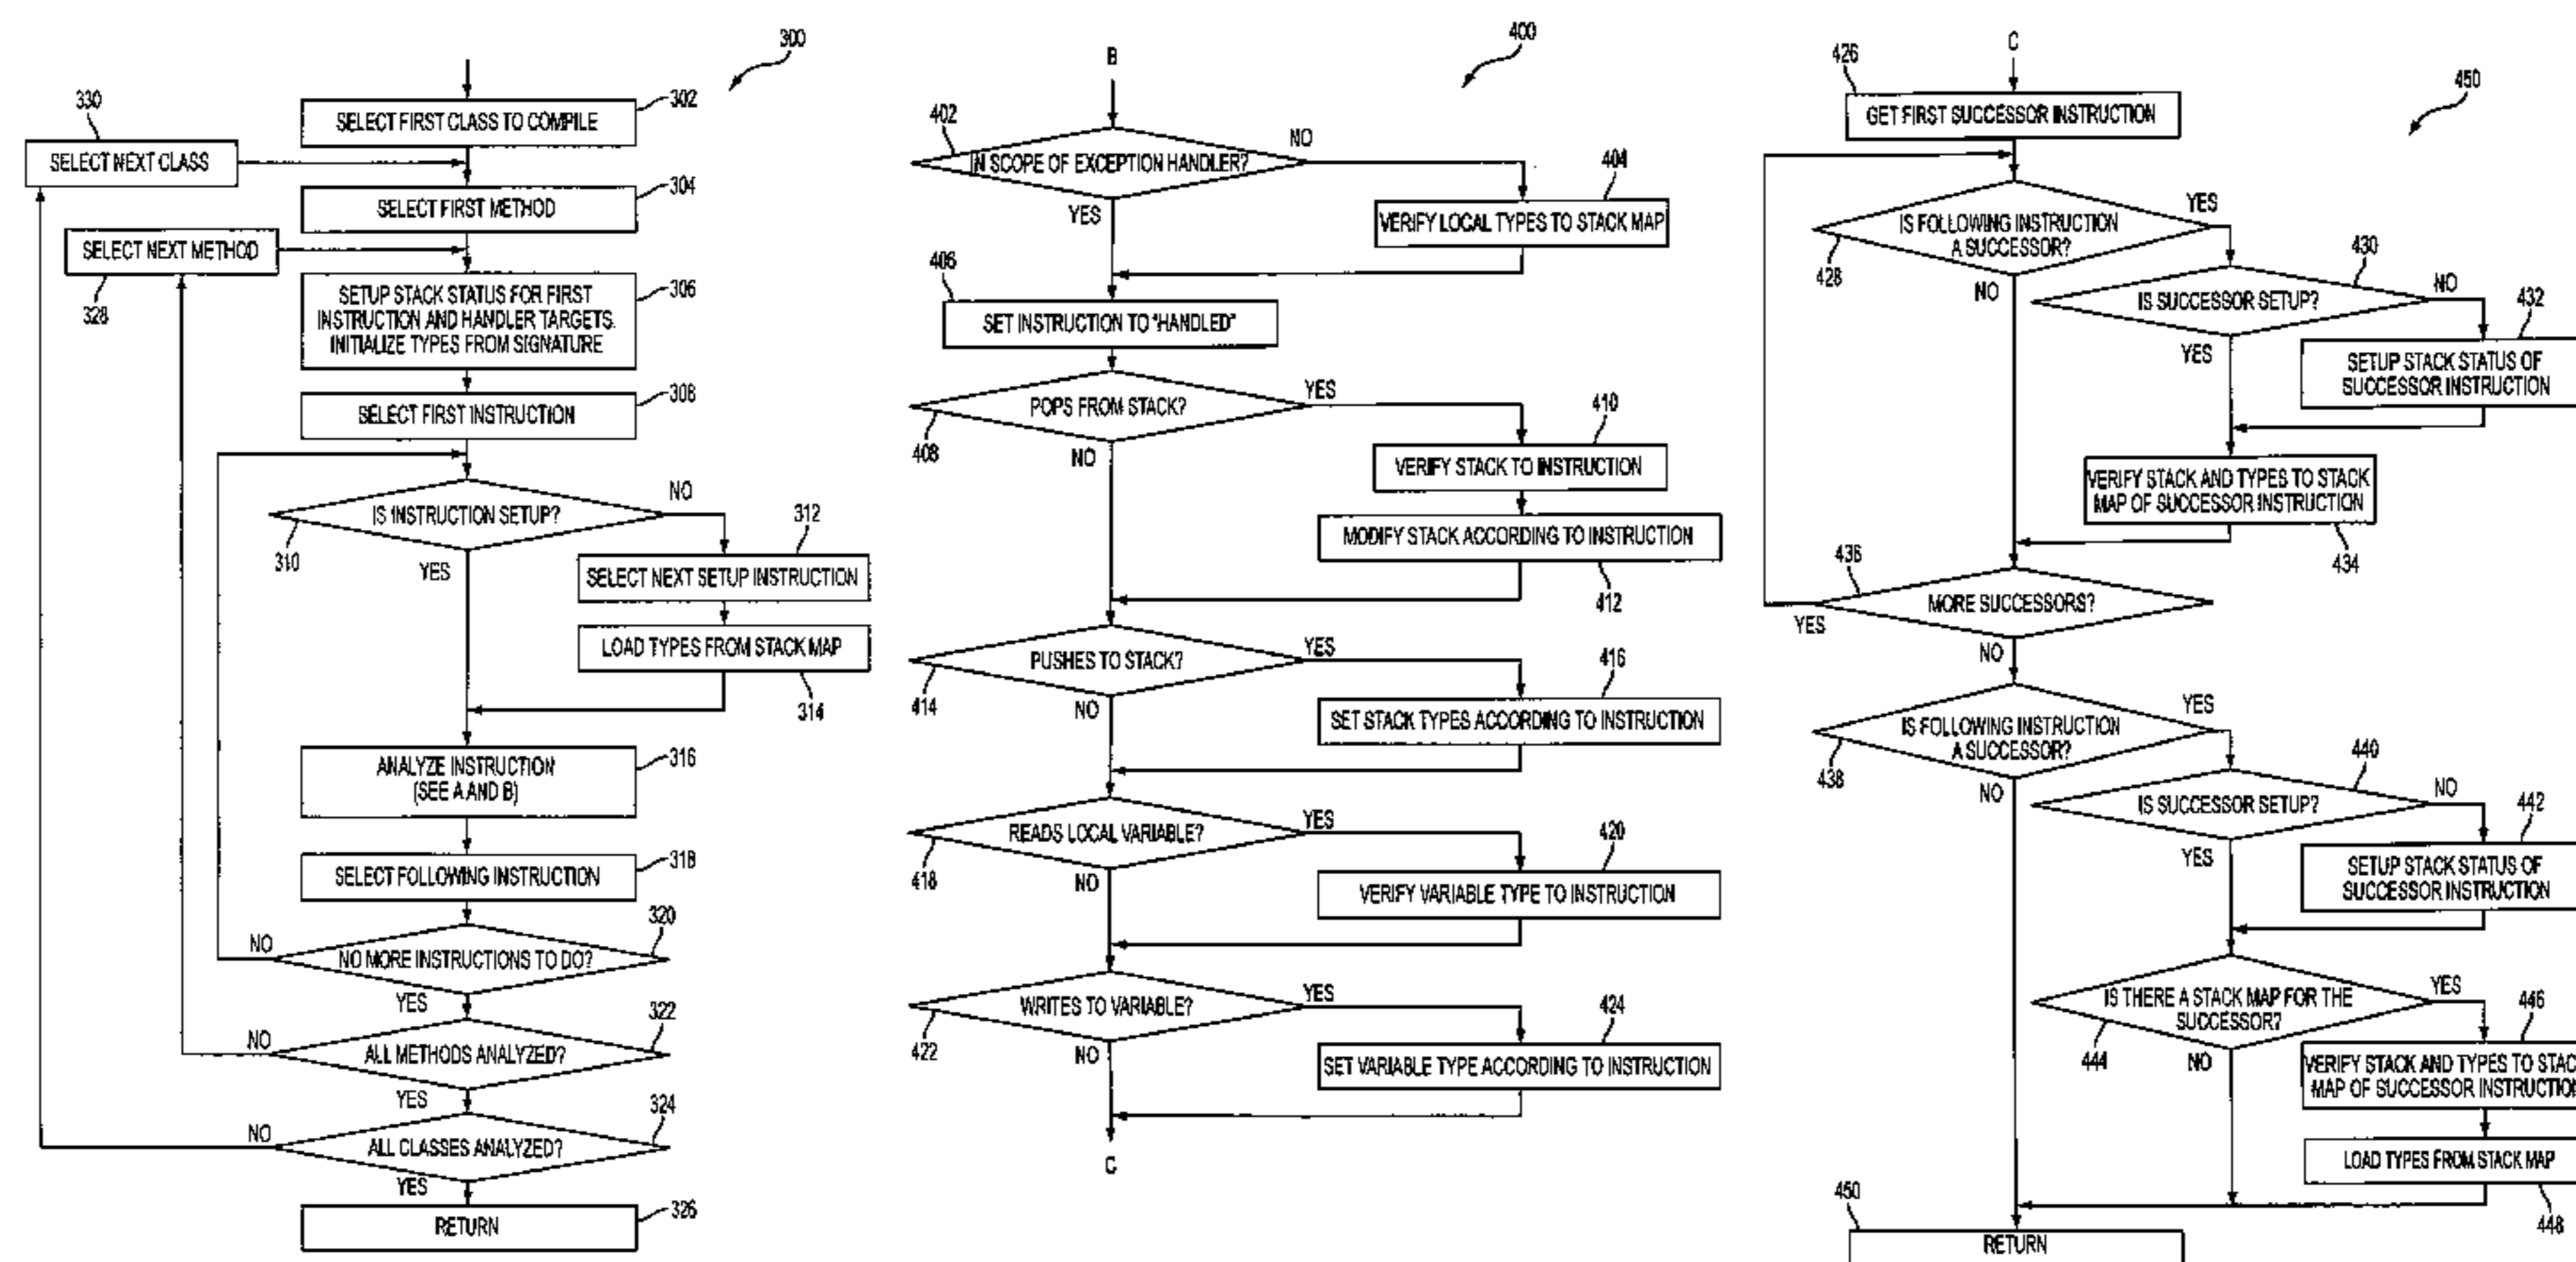 300
330
SELECT FIRST CLASS TO COMPILE
302
SELECT NEXT CLASS
304
SELECT FIRST METHOD
SELECT NEXT METHOD
328
SETUP STACK STATUS FOR FIRST
INSTRUCTION AND HANDLER TARGETS.
INITIALIZE TYPES FROM SIGNATURE
306
SELECT FIRST INSTRUCTION
308
IS INSTRUCTION SETUP?
NO
310
YES
312
SELECT NEXT SETUP INSTRUCTION
LOAD TYPES FROM STACK MAP
314
ANALYZE INSTRUCTION
(SEE A AND B)
316
SELECT FOLLOWING INSTRUCTION
318
320
NO
NO MORE INSTRUCTIONS TO DO?
YES
322
NO
ALL METHODS ANALYZED?
YES
324
NO
ALL CLASSES ANALYZED?
YES
RETURN
326
400
B
402
NO
IN SCOPE OF EXCEPTION HANDLER?
YES
404
VERIFY LOCAL TYPES TO STACK MAP
406
SET INSTRUCTION TO "HANDLED"
POPS FROM STACK?
YES
408
NO
410
VERIFY STACK TO INSTRUCTION
MODIFY STACK ACCORDING TO INSTRUCTION
412
PUSHES TO STACK?
YES
414
NO
416
SET STACK TYPES ACCORDING TO INSTRUCTION
READS LOCAL VARIABLE?
YES
418
NO
420
VERIFY VARIABLE TYPE TO INSTRUCTION
WRITES TO VARIABLE?
YES
422
NO
424
SET VARIABLE TYPE ACCORDING TO INSTRUCTION
C
450
C
426
GET FIRST SUCCESSOR INSTRUCTION
IS FOLLOWING INSTRUCTION
A SUCCESSOR?
YES
428
NO
430
IS SUCCESSOR SETUP?
NO
YES
432
SETUP STACK STATUS OF
SUCCESSOR INSTRUCTION
VERIFY STACK AND TYPES TO STACK
MAP OF SUCCESSOR INSTRUCTION
434
436
MORE SUCCESSORS?
YES
NO
IS FOLLOWING INSTRUCTION
A SUCCESSOR?
YES
438
NO
440
IS SUCCESSOR SETUP?
NO
YES
442
SETUP STACK STATUS OF
SUCCESSOR INSTRUCTION
IS THERE A STACK MAP FOR THE
SUCCESSOR?
YES
444
NO
446
VERIFY STACK AND TYPES TO STAC
MAP OF SUCCESSOR INSTRUCTION
LOAD TYPES FROM STACK MAP
448
450
RETURN